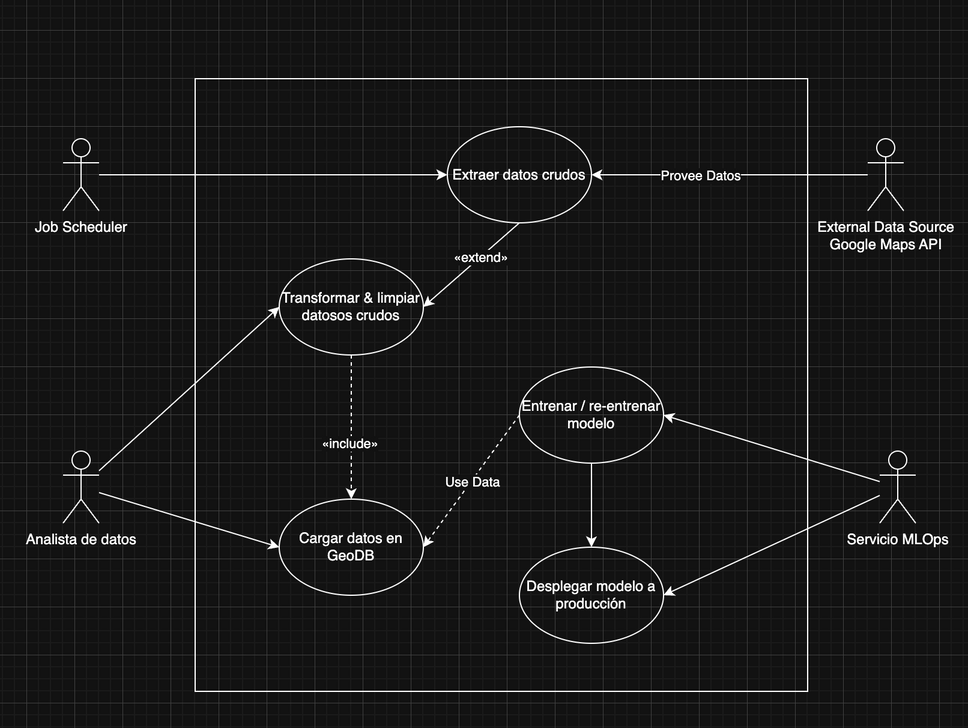 Extraer datos crudos
Provee Datos
Job Scheduler
External Data Source
Google Maps API
«extend»
Transformar & limpiar
datosos crudos
Entrenar / re-entrenar
modelo
«include»
Use Data
Analista de datos
Cargar datos en
GeoDB
Servicio MLOps
Desplegar modelo a
producción